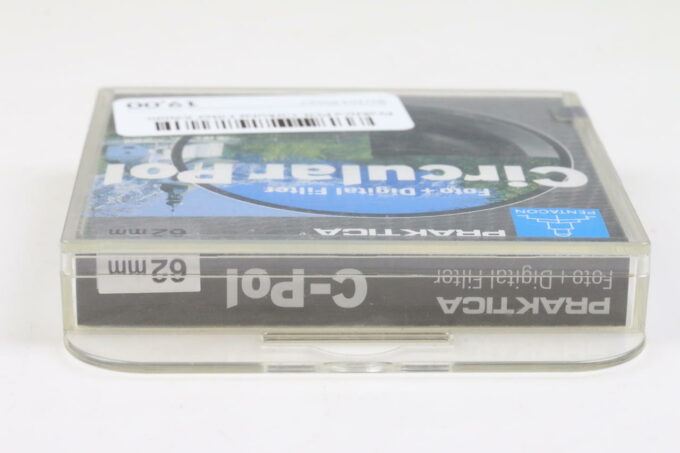 PRAKTICA
Foto + Digital Filter
C-Pol
62mm
PENTACON
PRAKTICA
62mm
Foto + Digital Filter
Circular Pol
19,00